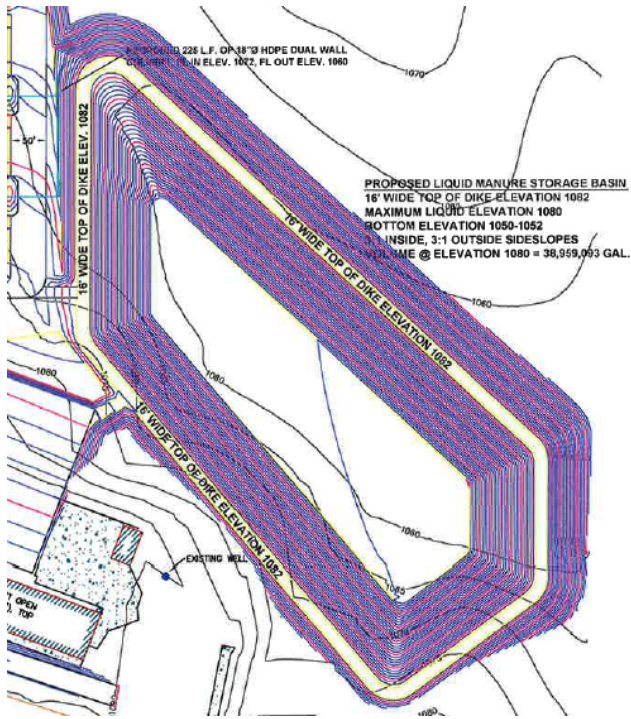 225 L.F. OF 18"Ø HDPE DUAL WALL
IN ELEV. 1072, FL OUT ELEV. 1060
1070
50'
16' WIDE TOP OF DIKE ELEV. 1082
PROPOSED LIQUID MANURE STORAGE BASIN
16' WIDE TOP OF DIKE ELEVATION 1082
MAXIMUM LIQUID ELEVATION 1080
BOTTOM ELEVATION 1050-1052
INSIDE, 3:1 OUTSIDE SIDESLOPES
VOLUME @ ELEVATION 1080 = 38,959,093 GAL.
16' WIDE TOP OF DIKE ELEVATION 1082
1060
1080
1080
16' WIDE TOP OF DIKE ELEVATION 1082
1060
EXISTING WELL
OPEN
TOP
1080